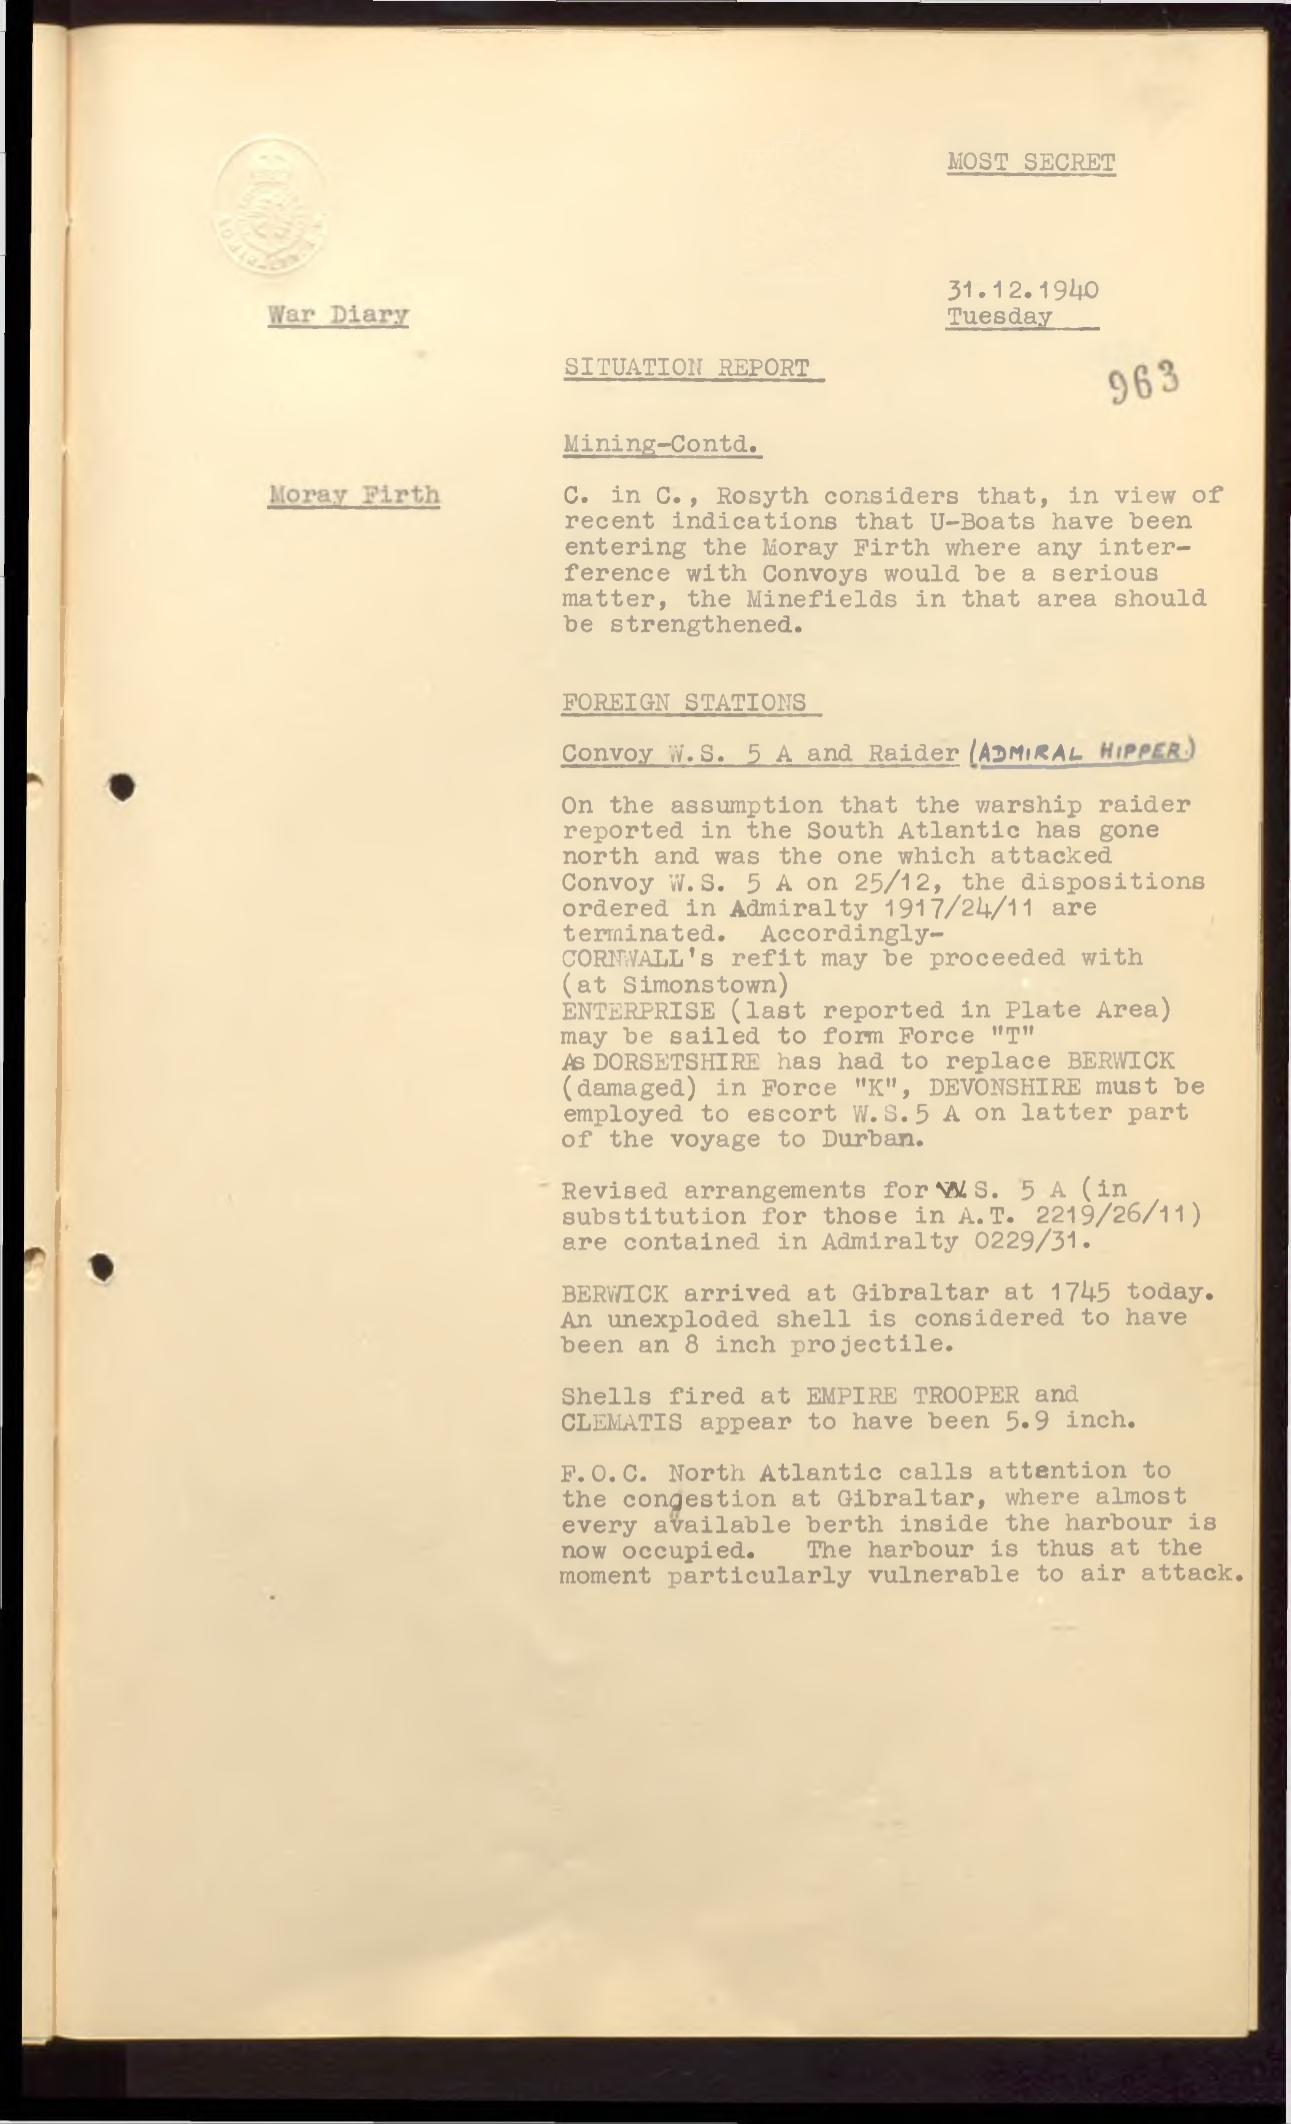 MOST SECRET
31.12.1940
Tuesday
War Diary
SITUATION REPORT
963
Mining-Contd.
Moray Firth
C. in C., Rosyth considers that, in view of
recent indications that U-Boats have been
entering the Moray Firth where any inter-
ference with Convoys would be a serious
matter, the Minefields in that area should
be strengthened.
FOREIGN STATIONS
Convoy W.S. 5 A and Raider (ADMIRAL HIPPER.)
On the assumption that the warship raider
reported in the South Atlantic has gone
north and was the one which attacked
Convoy W.S. 5 A on 25/12, the dispositions
ordered in Admiralty 1917/24/11 are
terminated. Accordingly-
CORNWALL's refit may be proceeded with
(at Simonstown)
ENTERPRISE (last reported in Plate Area)
may be sailed to form Force "T"
As DORSETSHIRE has had to replace BERWICK
(damaged) in Force "K", DEVONSHIRE must be
employed to escort W.S.5 A on latter part
of the voyage to Durban.
Revised arrangements for W.S. 5 A (in
substitution for those in A.T. 2219/26/11)
are contained in Admiralty 0229/31.
BERWICK arrived at Gibraltar at 1745 today.
An unexploded shell is considered to have
been an 8 inch projectile.
Shells fired at EMPIRE TROOPER and
CLEMATIS appear to have been 5.9 inch.
F.O.C. North Atlantic calls attention to
the congestion at Gibraltar, where almost
every available berth inside the harbour is
now occupied. The harbour is thus at the
moment particularly vulnerable to air attack.